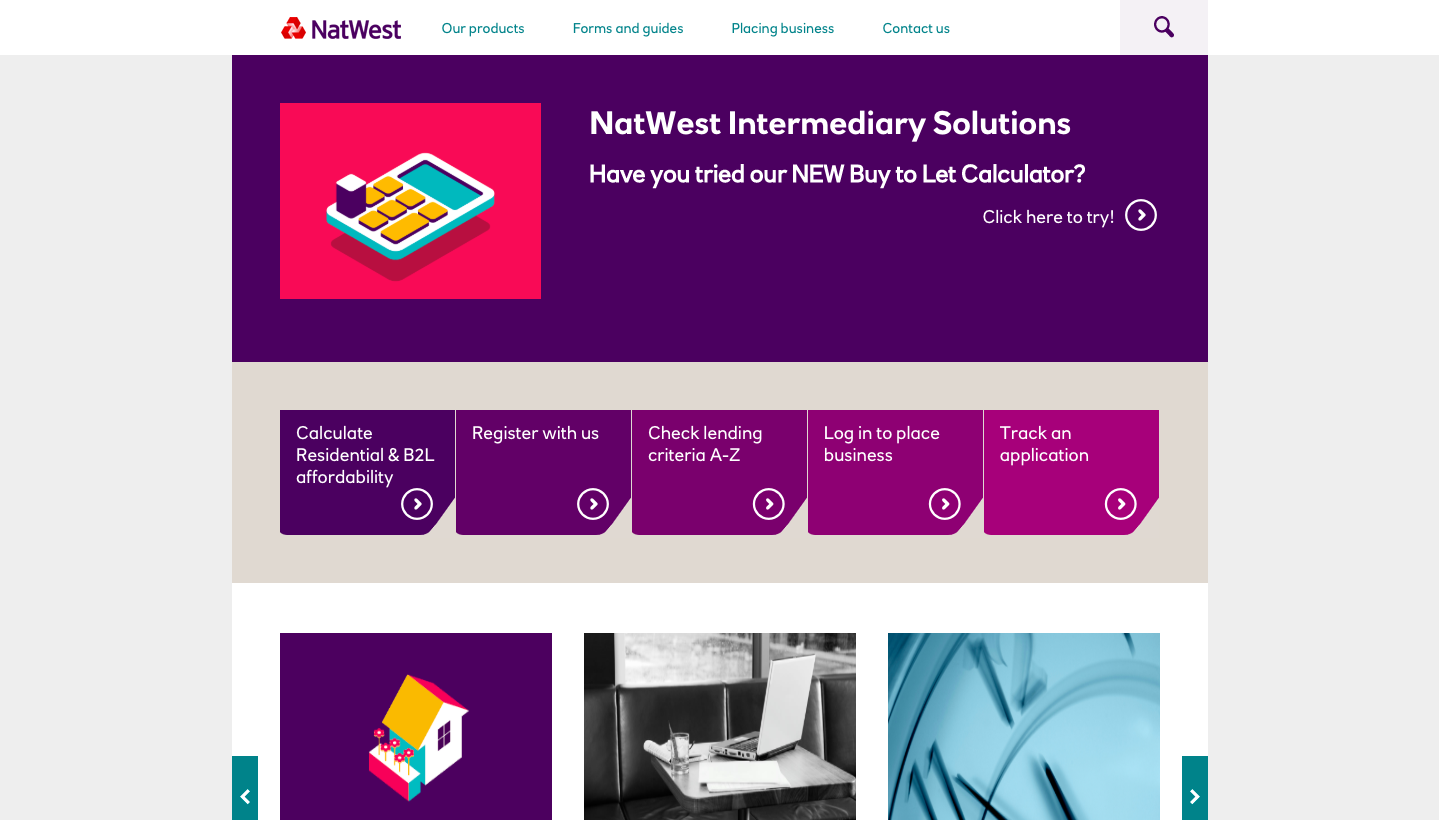 NatWest
Our products
Forms and guides
Placing business
Contact us
NatWest Intermediary Solutions
Have you tried our NEW Buy to Let Calculator?
Click here to try!
Calculate
Residential & B2L
affordability
Register with us
Check lending
criteria A-Z
Log in to place
business
Track an
application